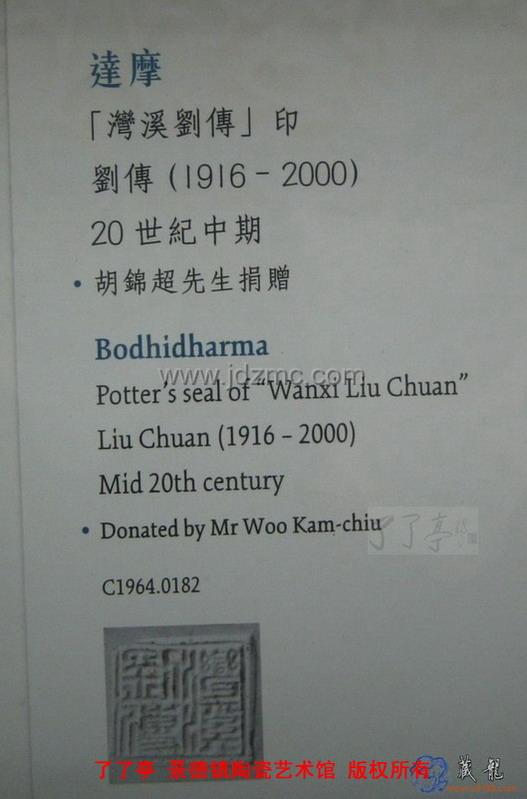 達摩
「灣溪劉傳」印
劉傳 (1916 - 2000)
20 世紀中期
• 胡錦超先生捐贈
Bodhidharma
www.jdzmc.com
Potter's seal of “Wanxi Liu Chuan”
Liu Chuan (1916 – 2000)
Mid 20th century
• Donated by Mr Woo Kam-chiu
了了亭
C1964.0182
了了亭 景德镇陶瓷艺术馆 版权所有
藏龍